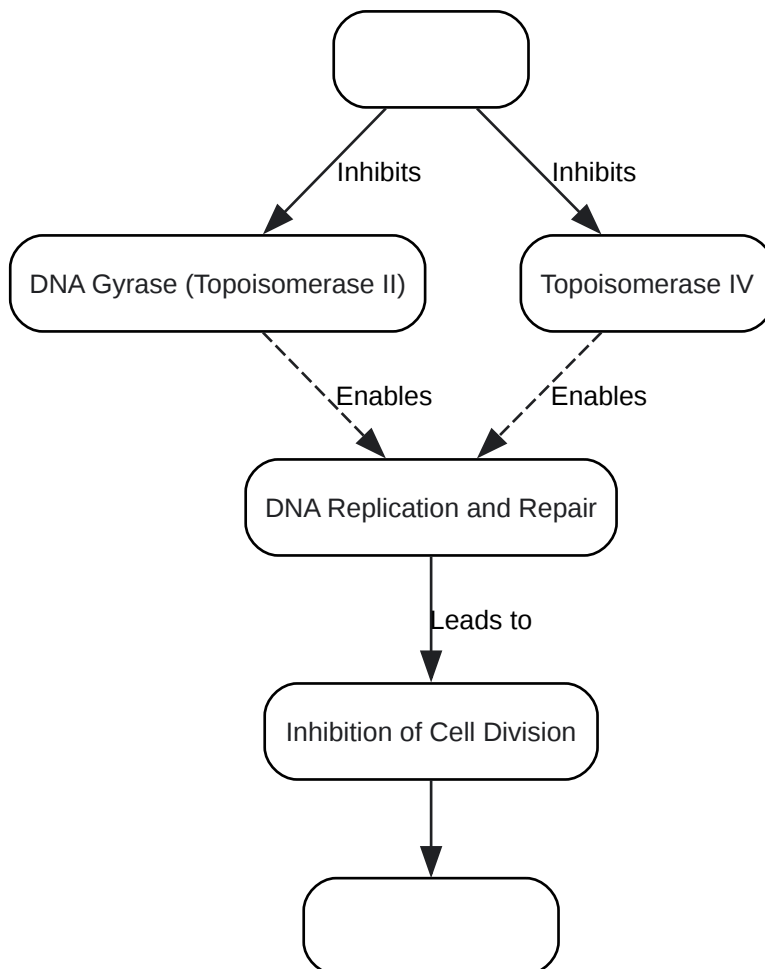 Inhibits
Inhibits
DNA Gyrase (Topoisomerase II)
Topoisomerase IV
Enables
Enables
DNA Replication and Repair
Leads to
Inhibition of Cell Division